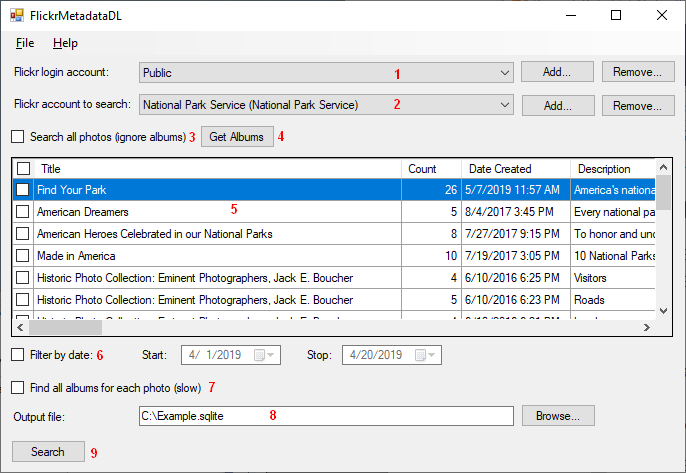 FlickrMetadataDL
File Help
Flickr login account: Public 1 Add... Remove...
Flickr account to search: National Park Service (National Park Service) 2 Add... Remove...
Search all photos (ignore albums) 3 Get Albums 4
Title Count Date Created Description
Find Your Park 26 5/7/2019 11:57 AM America's nationa
American Dreamers 5 8/4/2017 3:45 PM Every national pa
5
American Heroes Celebrated in our National Parks 8 7/27/2017 9:15 PM To honor and und
Made in America 10 7/19/2017 3:05 PM 10 National Parks
Historic Photo Collection: Eminent Photographers, Jack E. Boucher 4 6/10/2016 6:25 PM Visitors
Historic Photo Collection: Eminent Photographers, Jack E. Boucher 5 6/10/2016 6:23 PM Roads
Filter by date: 6 Start: 4/ 1/2019 Stop: 4/20/2019
Find all albums for each photo (slow) 7
Output file: C:\Example.sqlite 8 Browse...
Search 9